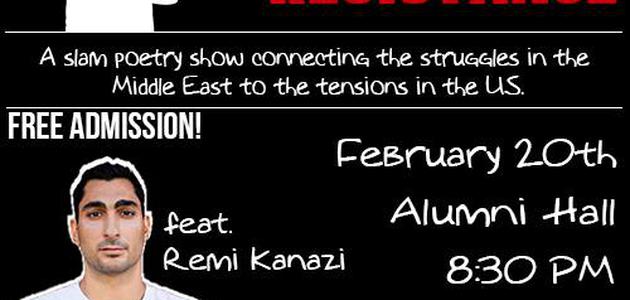 RESISTANCE
A slam poetry show connecting the struggles in the
Middle East to the tensions in the U.S.
FREE ADMISSION!
feat.
Remi Kanazi
February 20th
Alumni Hall
8:30 PM